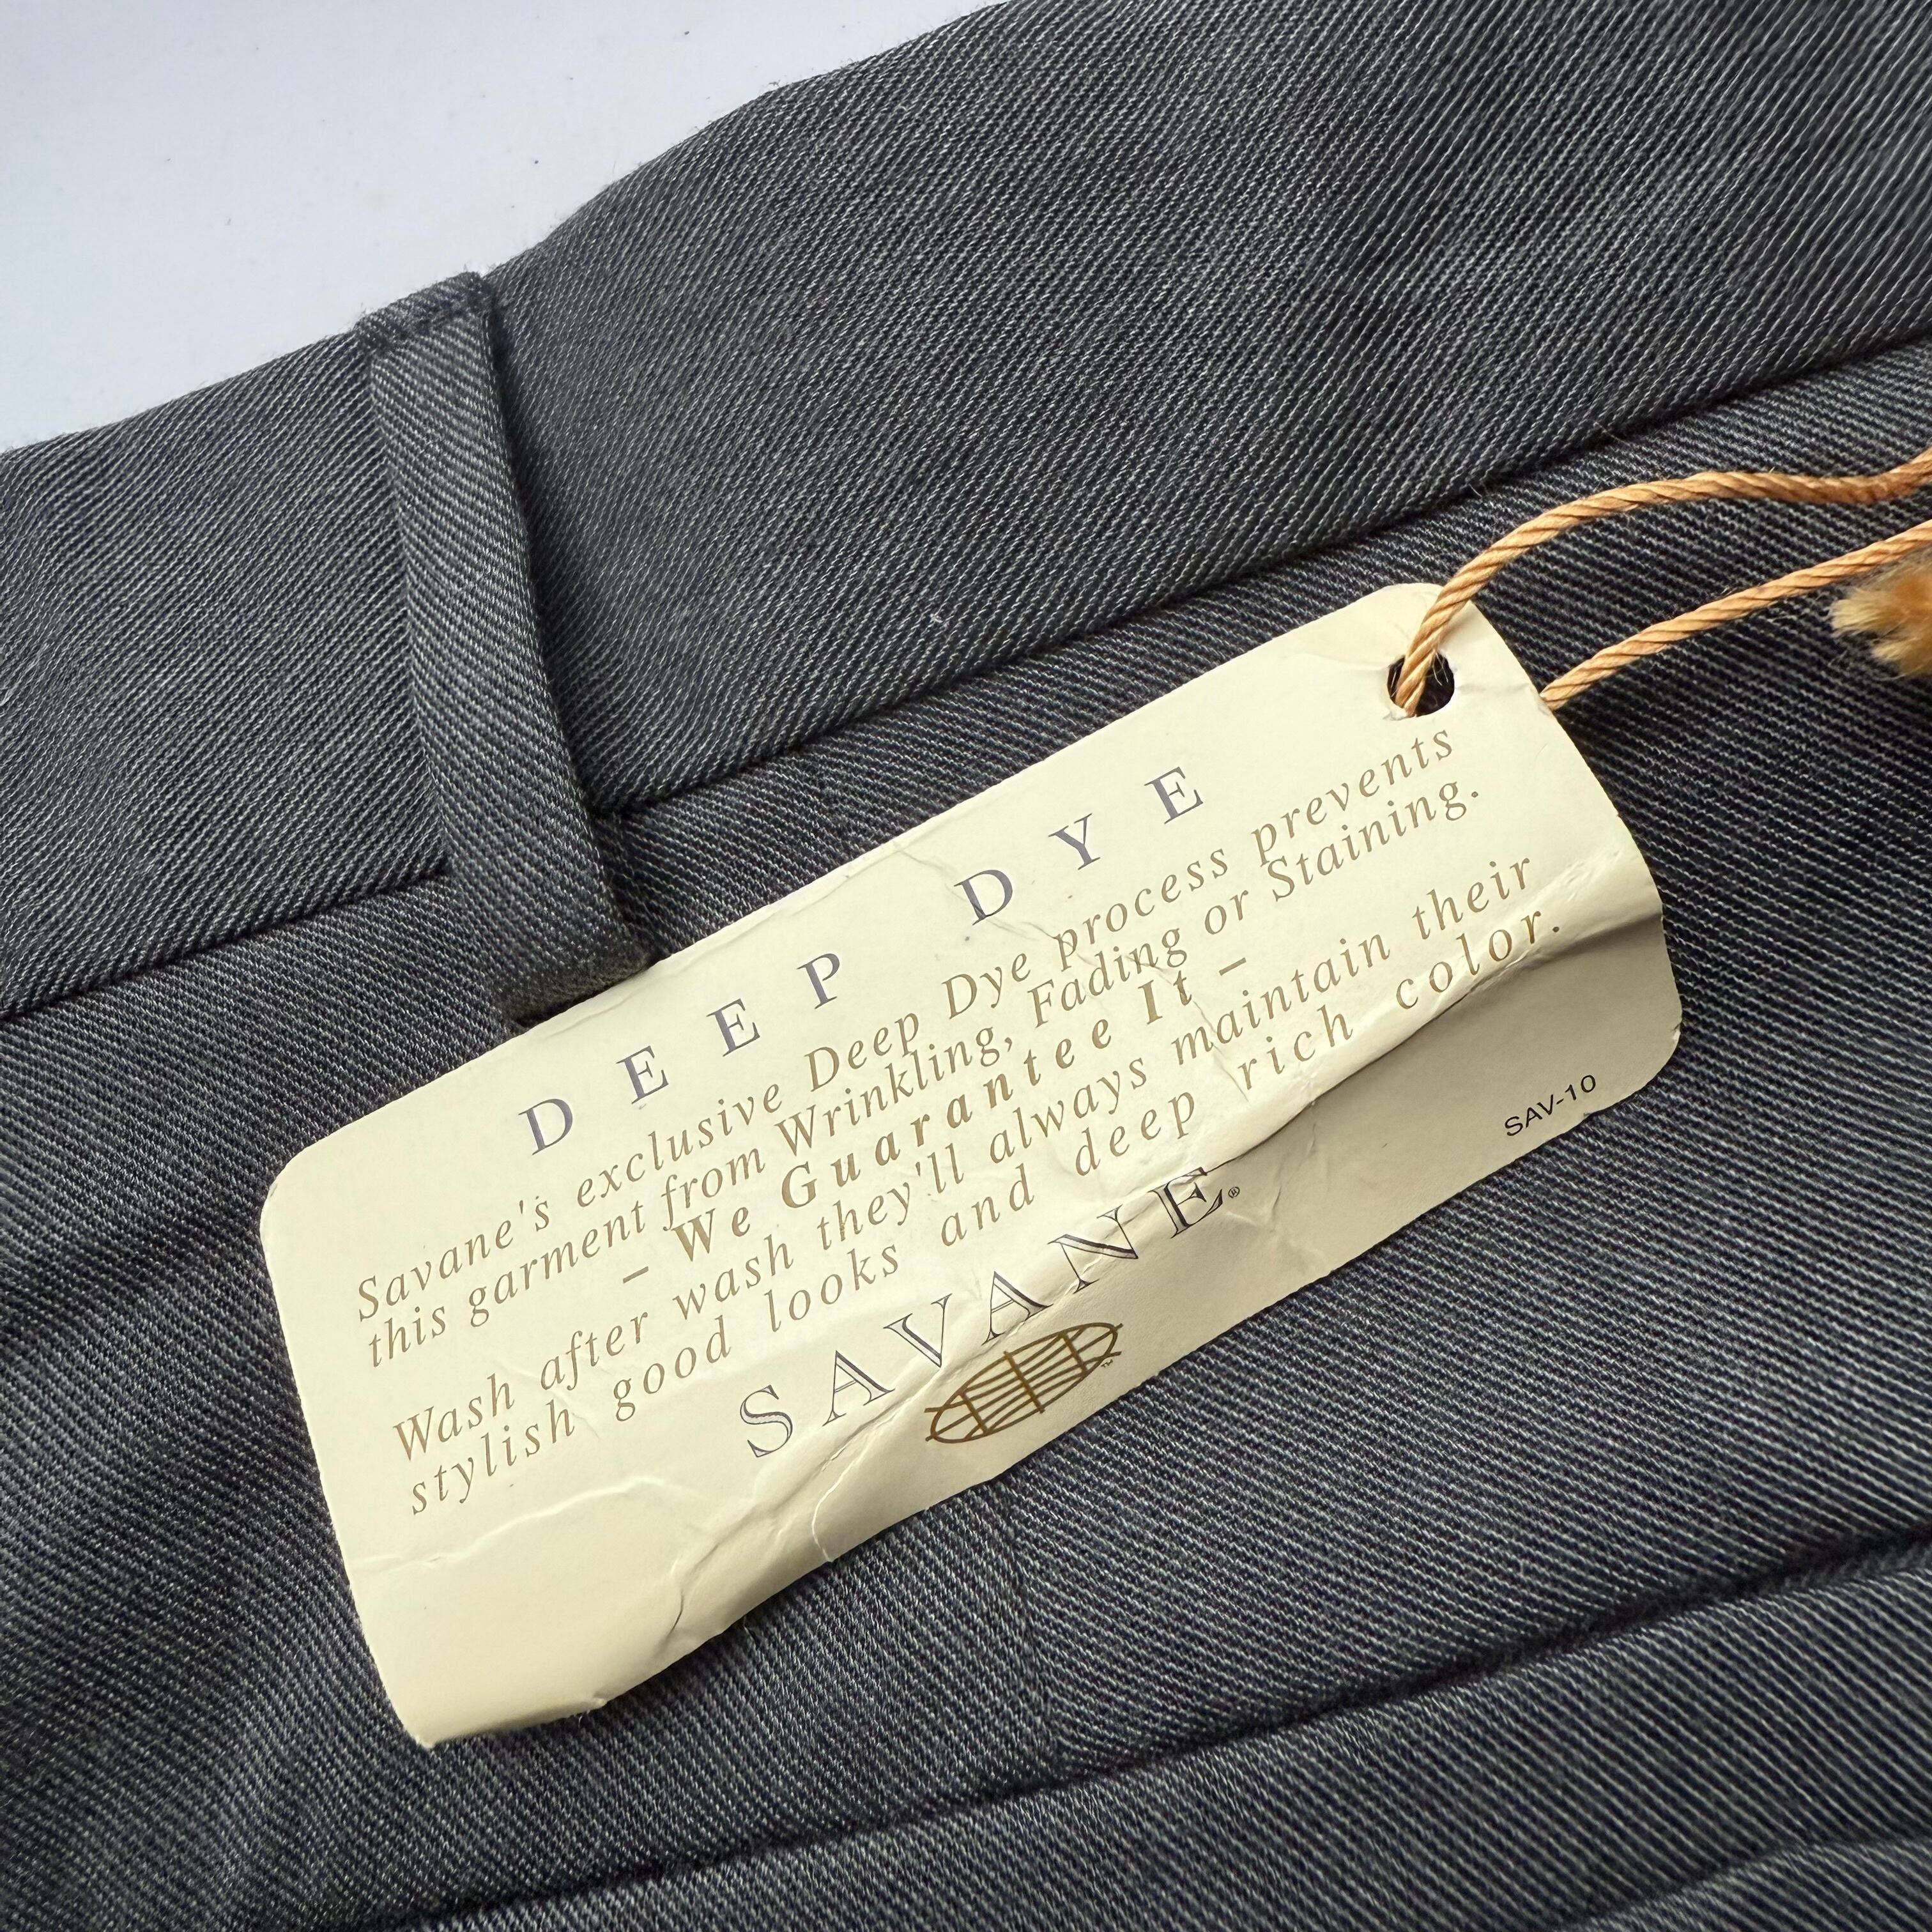 DEEP DYE
Savane's exclusive Deep Dye process prevents
this garment from Wrinkling, Fading or Staining.
– We Guarantee It –
Wash after wash they'll always maintain their
stylish good looks and deep rich color.
SAVANE®
™
SAV-10